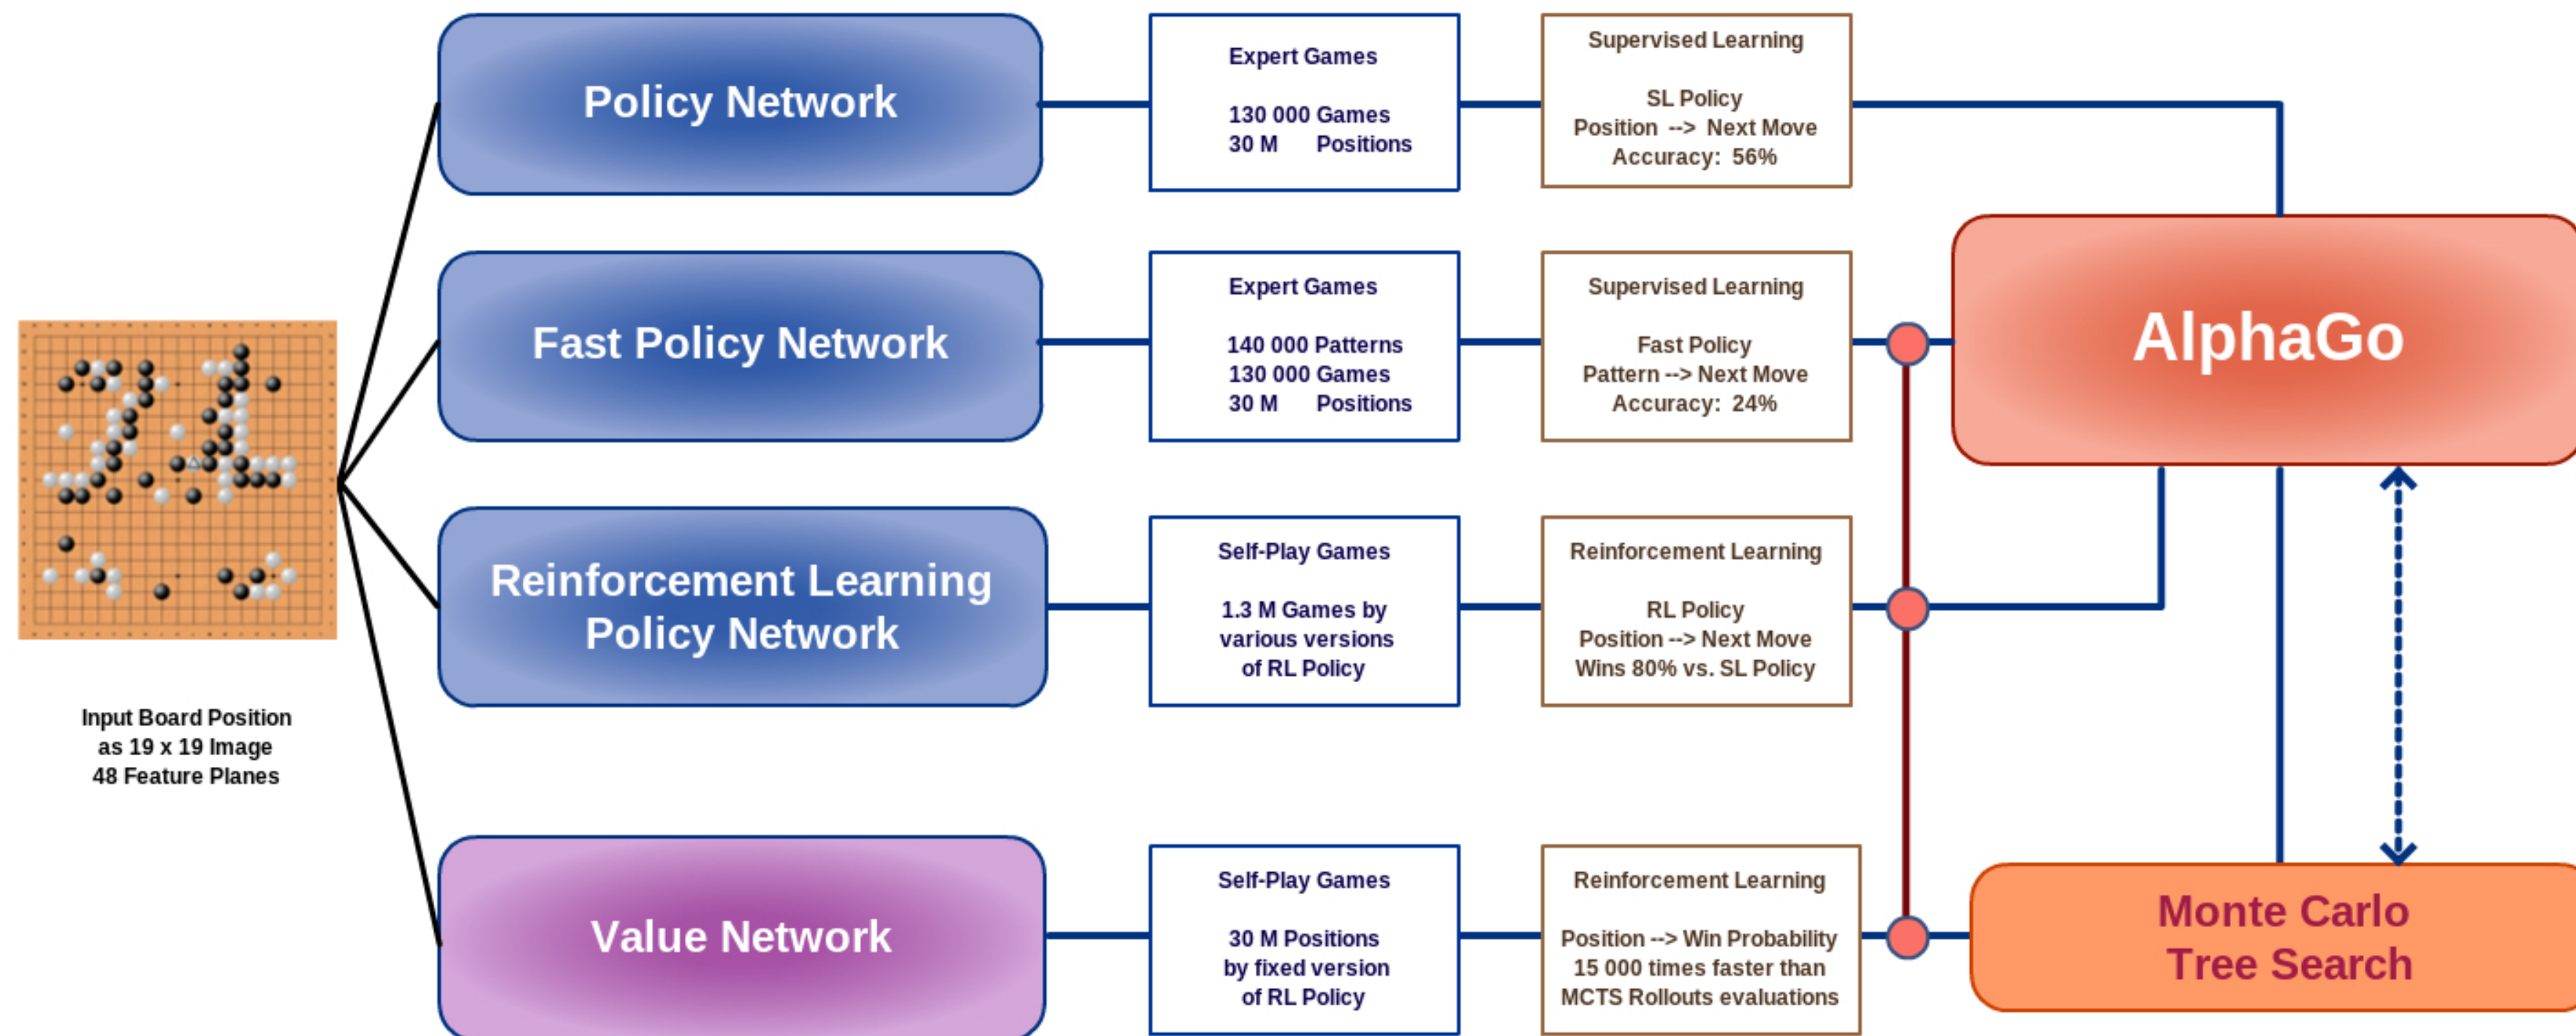 Policy Network
Expert Games
130 000 Games
30 M Positions
Supervised Learning
SL Policy
Position --> Next Move
Accuracy: 56%
Fast Policy Network
Expert Games
140 000 Patterns
130 000 Games
30 M Positions
Supervised Learning
Fast Policy
Pattern --> Next Move
Accuracy: 24%
AlphaGo
Input Board Position
as 19 x 19 Image
48 Feature Planes
Reinforcement Learning
Policy Network
Self-Play Games
1.3 M Games by
various versions
of RL Policy
Reinforcement Learning
RL Policy
Position --> Next Move
Wins 80% vs. SL Policy
Value Network
Self-Play Games
30 M Positions
by fixed version
of RL Policy
Reinforcement Learning
Position --> Win Probability
15 000 times faster than
MCTS Rollouts evaluations
Monte Carlo
Tree Search